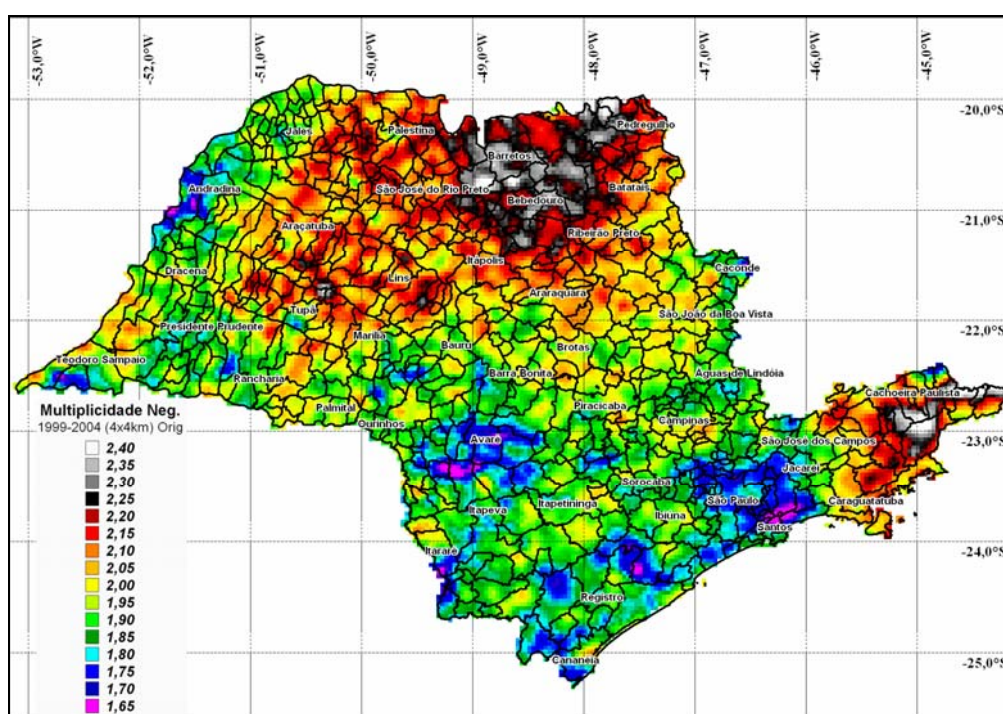 -53,0°W
-52,0°W
-51,0°W
-50,0°W
-49,0°W
-48,0°W
-47,0°W
-46,0°W
-45,0°W
-20,0°S
Jales
Palestina
Pedregulho
Barretos
Andradina
São José do Rio Preto
Batatais
Bebedouro
-21,0°S
Araçatuba
Ribeirão Preto
Itápolis
Dracena
Lins
Caconde
Araraquara
Tupã
São João da Boa Vista
-22,0°S
Presidente Prudente
Marília
Bauru
Brotas
Teodoro Sampaio
Rancharia
Barra Bonita
Águas de Lindóia
Cachoeira Paulista
Palmital
Piracicaba
Ourinhos
Campinas
-23,0°S
Avaré
São José dos Campos
Jacareí
Sorocaba
São Paulo
Caraguatatuba
Itapeva
Itapetininga
Ibiuna
Santos
Itararé
-24,0°S
Registro
Cananéia
-25,0°S
Multiplicidade Neg.
1999-2004 (4x4km) Orig
2,40
2,35
2,30
2,25
2,20
2,15
2,10
2,05
2,00
1,95
1,90
1,85
1,80
1,75
1,70
1,65